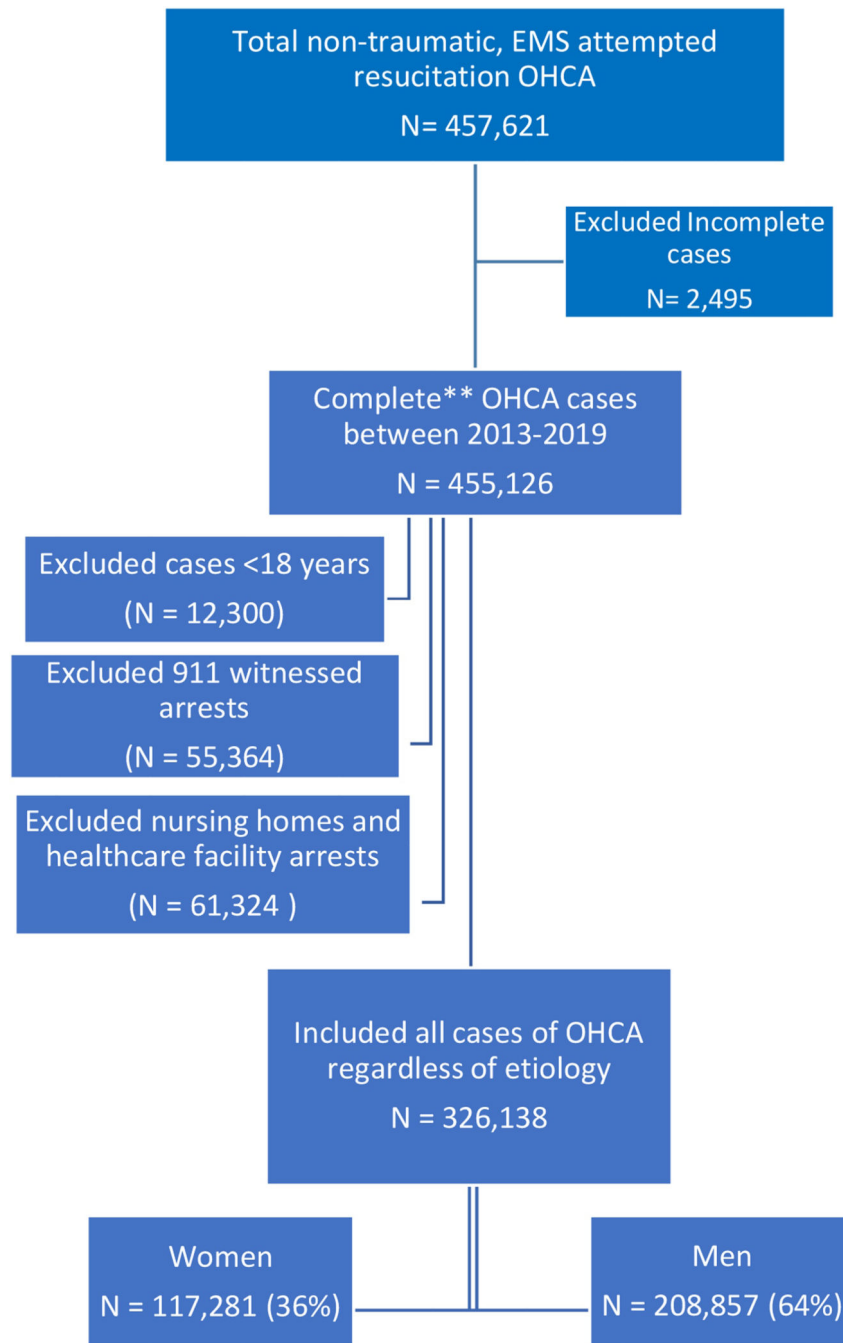 Total non-traumatic, EMS attempted
resucitation OHCA
N= 457,621
Excluded Incomplete
cases
N= 2,495
Complete** OHCA cases
between 2013-2019
N = 455,126
Excluded cases <18 years
(N = 12,300)
Excluded 911 witnessed
arrests
(N = 55,364)
Excluded nursing homes and
healthcare facility arrests
(N = 61,324 )
Included all cases of OHCA
regardless of etiology
N = 326,138
Women
N = 117,281 (36%)
Men
N = 208,857 (64%)